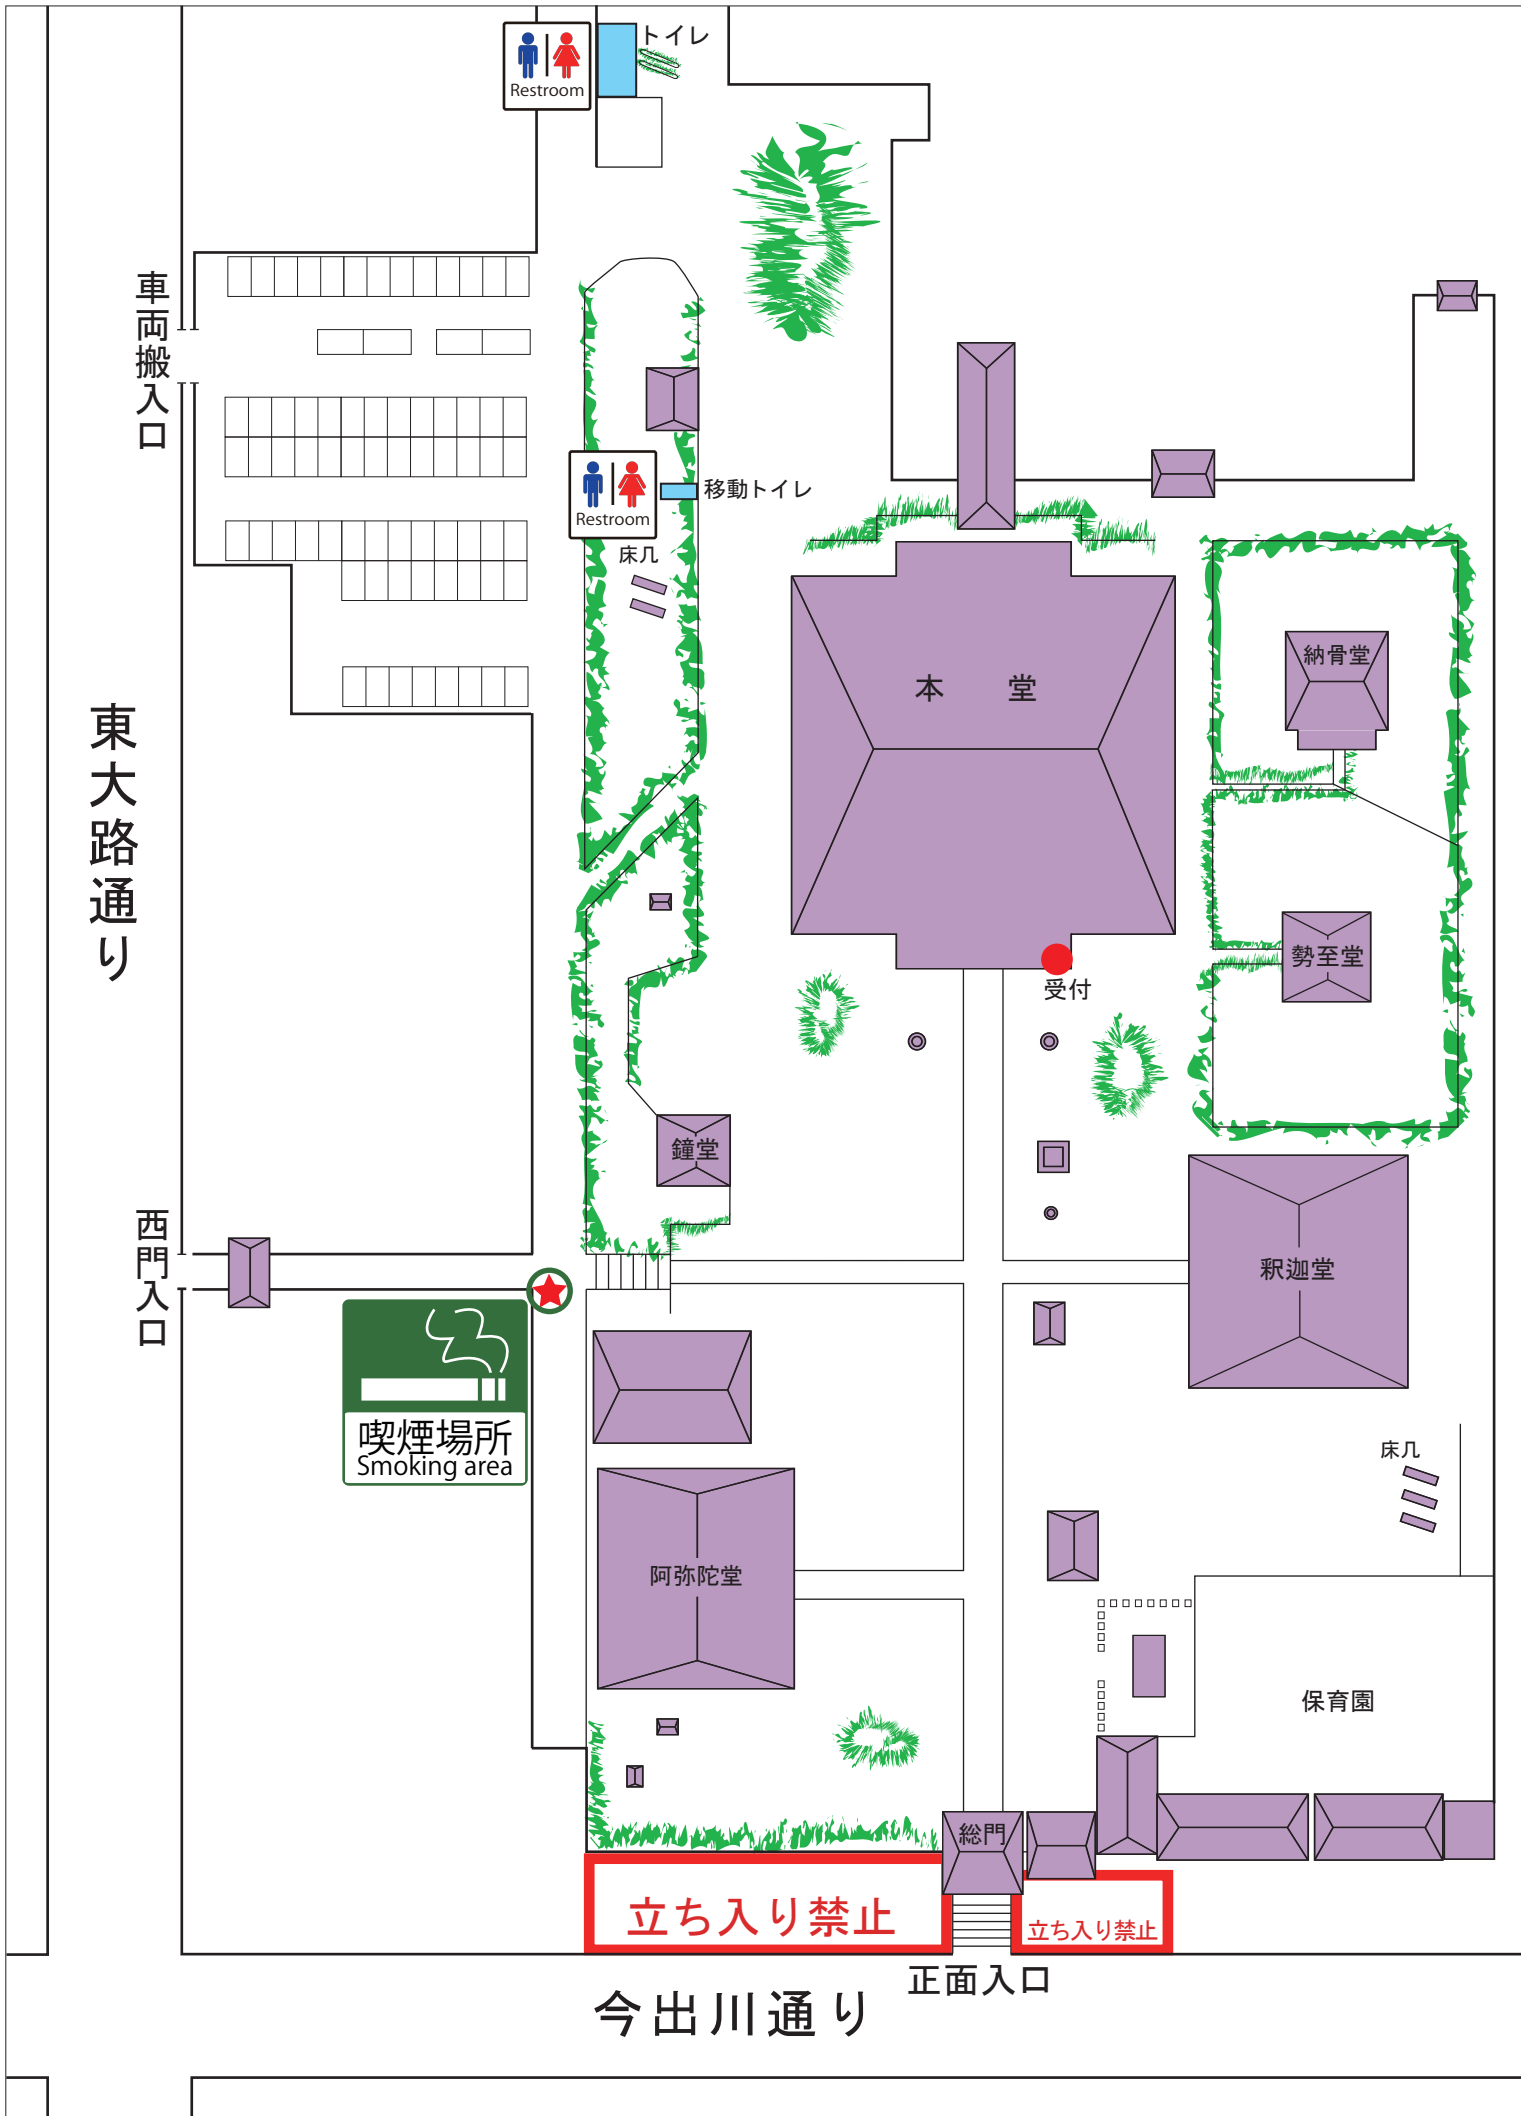 トイレ
Restroom
車両搬入口
移動トイレ
Restroom
床几
本堂
納骨堂
東大路通り
勢至堂
受付
鐘堂
西門入口
釈迦堂
喫煙場所
Smoking area
床几
阿弥陀堂
保育園
総門
立ち入り禁止
立ち入り禁止
正面入口
今出川通り